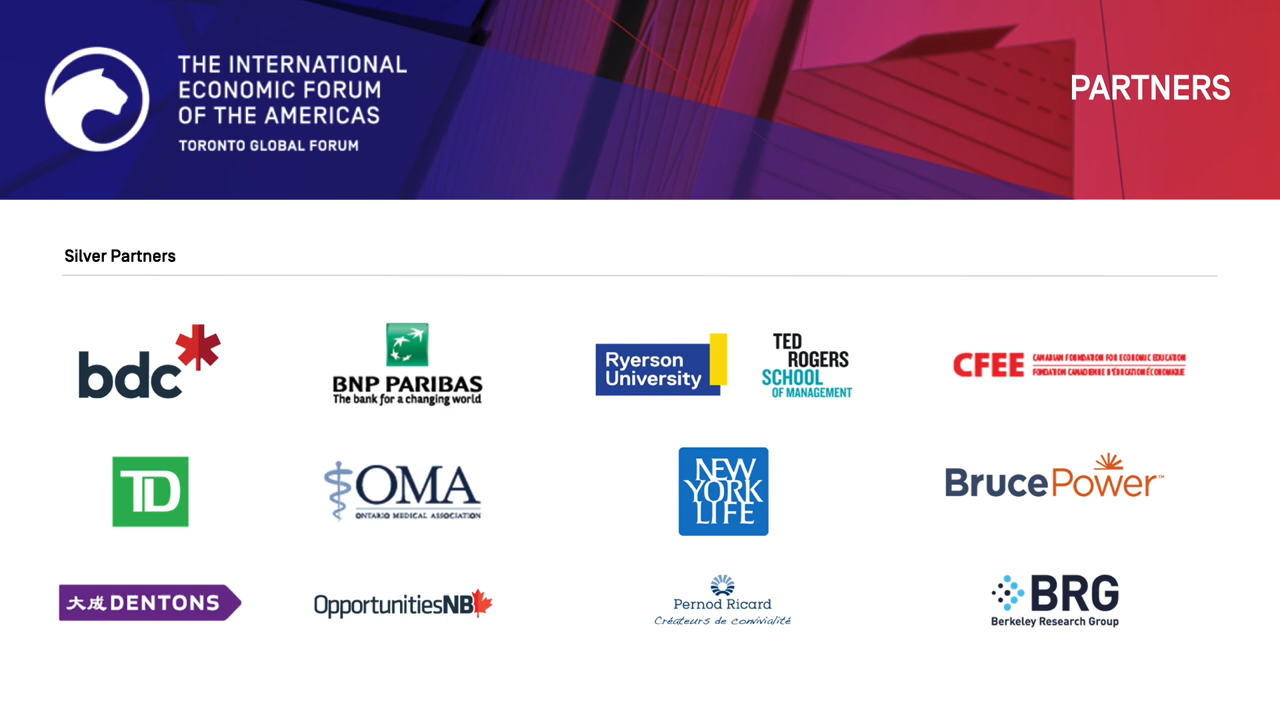 THE INTERNATIONAL
ECONOMIC FORUM
OF THE AMERICAS
TORONTO GLOBAL FORUM
PARTNERS
Silver Partners
bdc
BNP PARIBAS
The bank for a changing world
Ryerson
University
TED
ROGERS
SCHOOL
OF MANAGEMENT
CFEE
CANADIAN FOUNDATION FOR ECONOMIC EDUCATION
FONDATION CANADIENNE D'ÉDUCATION ÉCONOMIQUE
TD
OMA
ONTARIO MEDICAL ASSOCIATION
NEW
YORK
LIFE
BrucePower™
大成 DENTONS
OpportunitiesNB
Pernod Ricard
Créateurs de convivialité
BRG
Berkeley Research Group